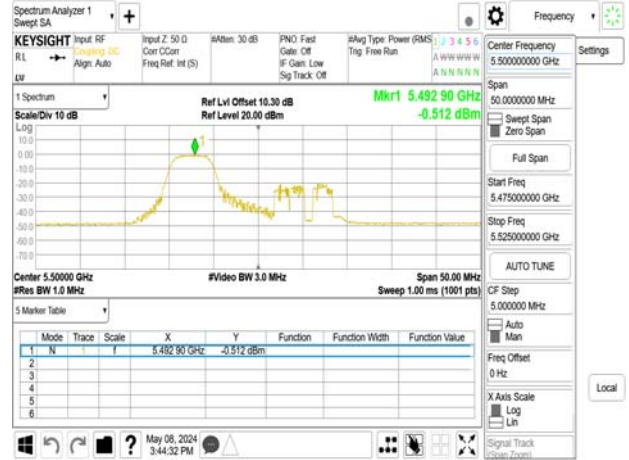 Spectrum Analyzer 1
Swept SA
Frequency
KEYSIGHT
Input: RF
Coupling: DC
Align: Auto
Input Z: 50 Ω
Corr CCorr
Freq Ref: Int (S)
#Atten: 30 dB
PNO: Fast
Gate: Off
IF Gain: Low
Sig Track: Off
#Avg Type: Power (RMS
Trig: Free Run
1 2 3 4 5 6
A W W W W W
A N N N N N
RL
Center Frequency
5.500000000 GHz
Settings
Span
50.0000000 MHz
Swept Span
Zero Span
Full Span
Start Freq
5.475000000 GHz
Stop Freq
5.525000000 GHz
AUTO TUNE
CF Step
5.000000 MHz
Auto
Man
Freq Offset
0 Hz
X Axis Scale
Log
Lin
Signal Track
(Span Zoom)
Local
1 Spectrum
Scale/Div 10 dB
Log
Ref Lvl Offset 10.30 dB
Ref Level 20.00 dBm
Mkr1 5.492 90 GHz
-0.512 dBm
1
10.0
0.00
-10.0
-20.0
-30.0
-40.0
-50.0
-60.0
-70.0
Center 5.50000 GHz
#Res BW 1.0 MHz
#Video BW 3.0 MHz
Span 50.00 MHz
Sweep 1.00 ms (1001 pts)
5 Marker Table
Mode Trace Scale X Y Function Function Width Function Value
1 N 1 f 5.492 90 GHz -0.512 dBm
2
3
4
5
6
?
May 08, 2024
3:44:32 PM